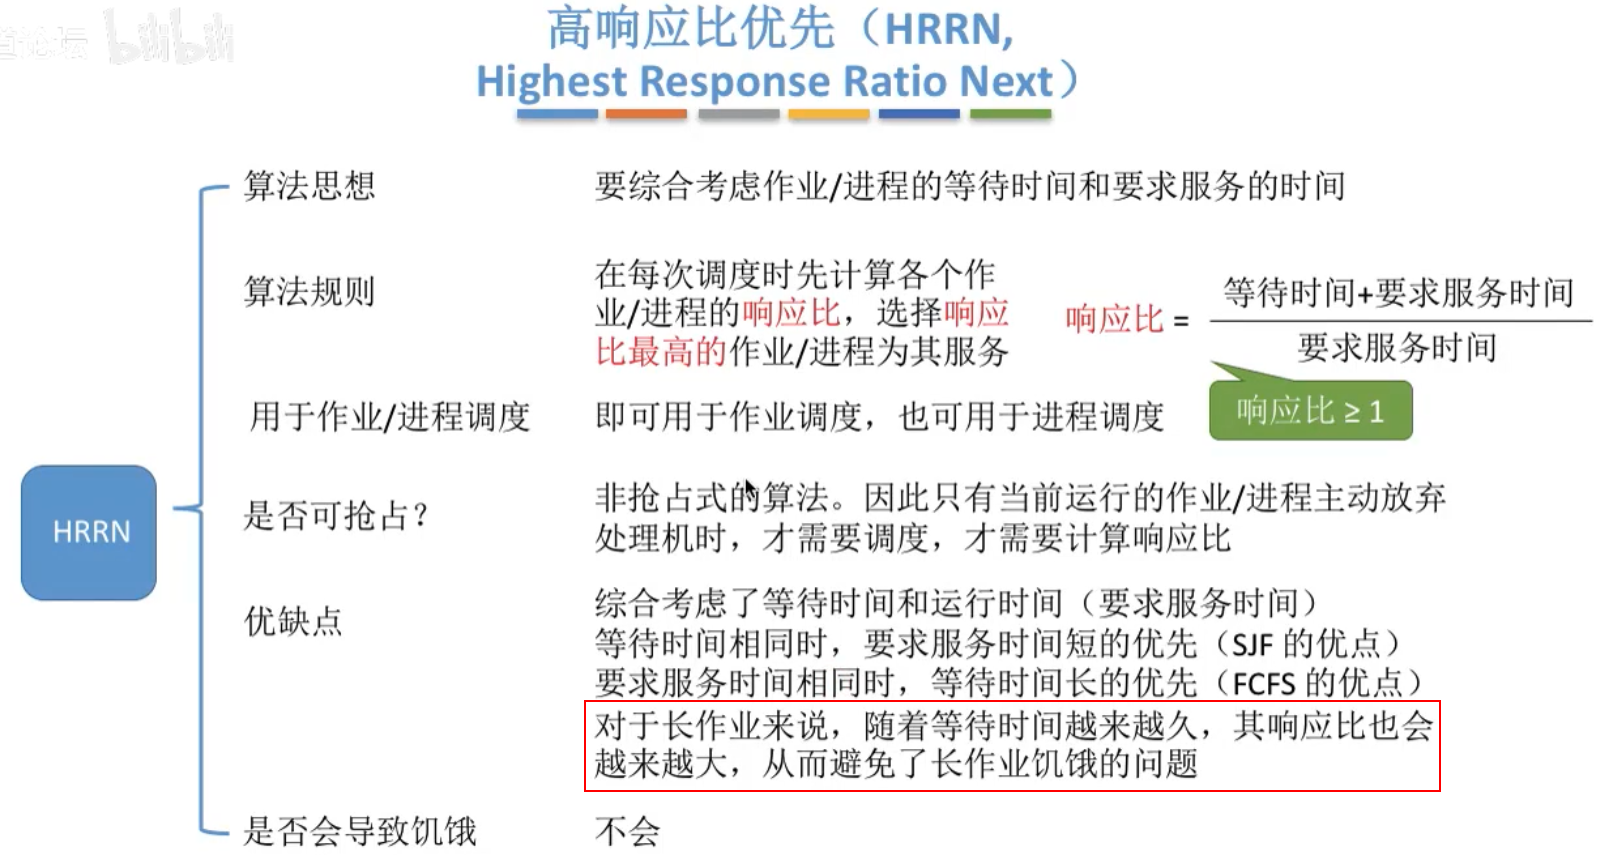 道论坛 bilibili
高响应比优先（HRRN,
Highest Response Ratio Next）
算法思想
要综合考虑作业/进程的等待时间和要求服务的时间
算法规则
在每次调度时先计算各个作
业/进程的响应比，选择响应
比最高的作业/进程为其服务
响应比 =
等待时间+要求服务时间
要求服务时间
响应比 ≥ 1
用于作业/进程调度
即可用于作业调度，也可用于进程调度
HRRN
是否可抢占？
非抢占式的算法。因此只有当前运行的作业/进程主动放弃
处理机时，才需要调度，才需要计算响应比
优缺点
综合考虑了等待时间和运行时间（要求服务时间）
等待时间相同时，要求服务时间短的优先（SJF 的优点）
要求服务时间相同时，等待时间长的优先（FCFS 的优点）
对于长作业来说，随着等待时间越来越久，其响应比也会
越来越大，从而避免了长作业饥饿的问题
是否会导致饥饿
不会